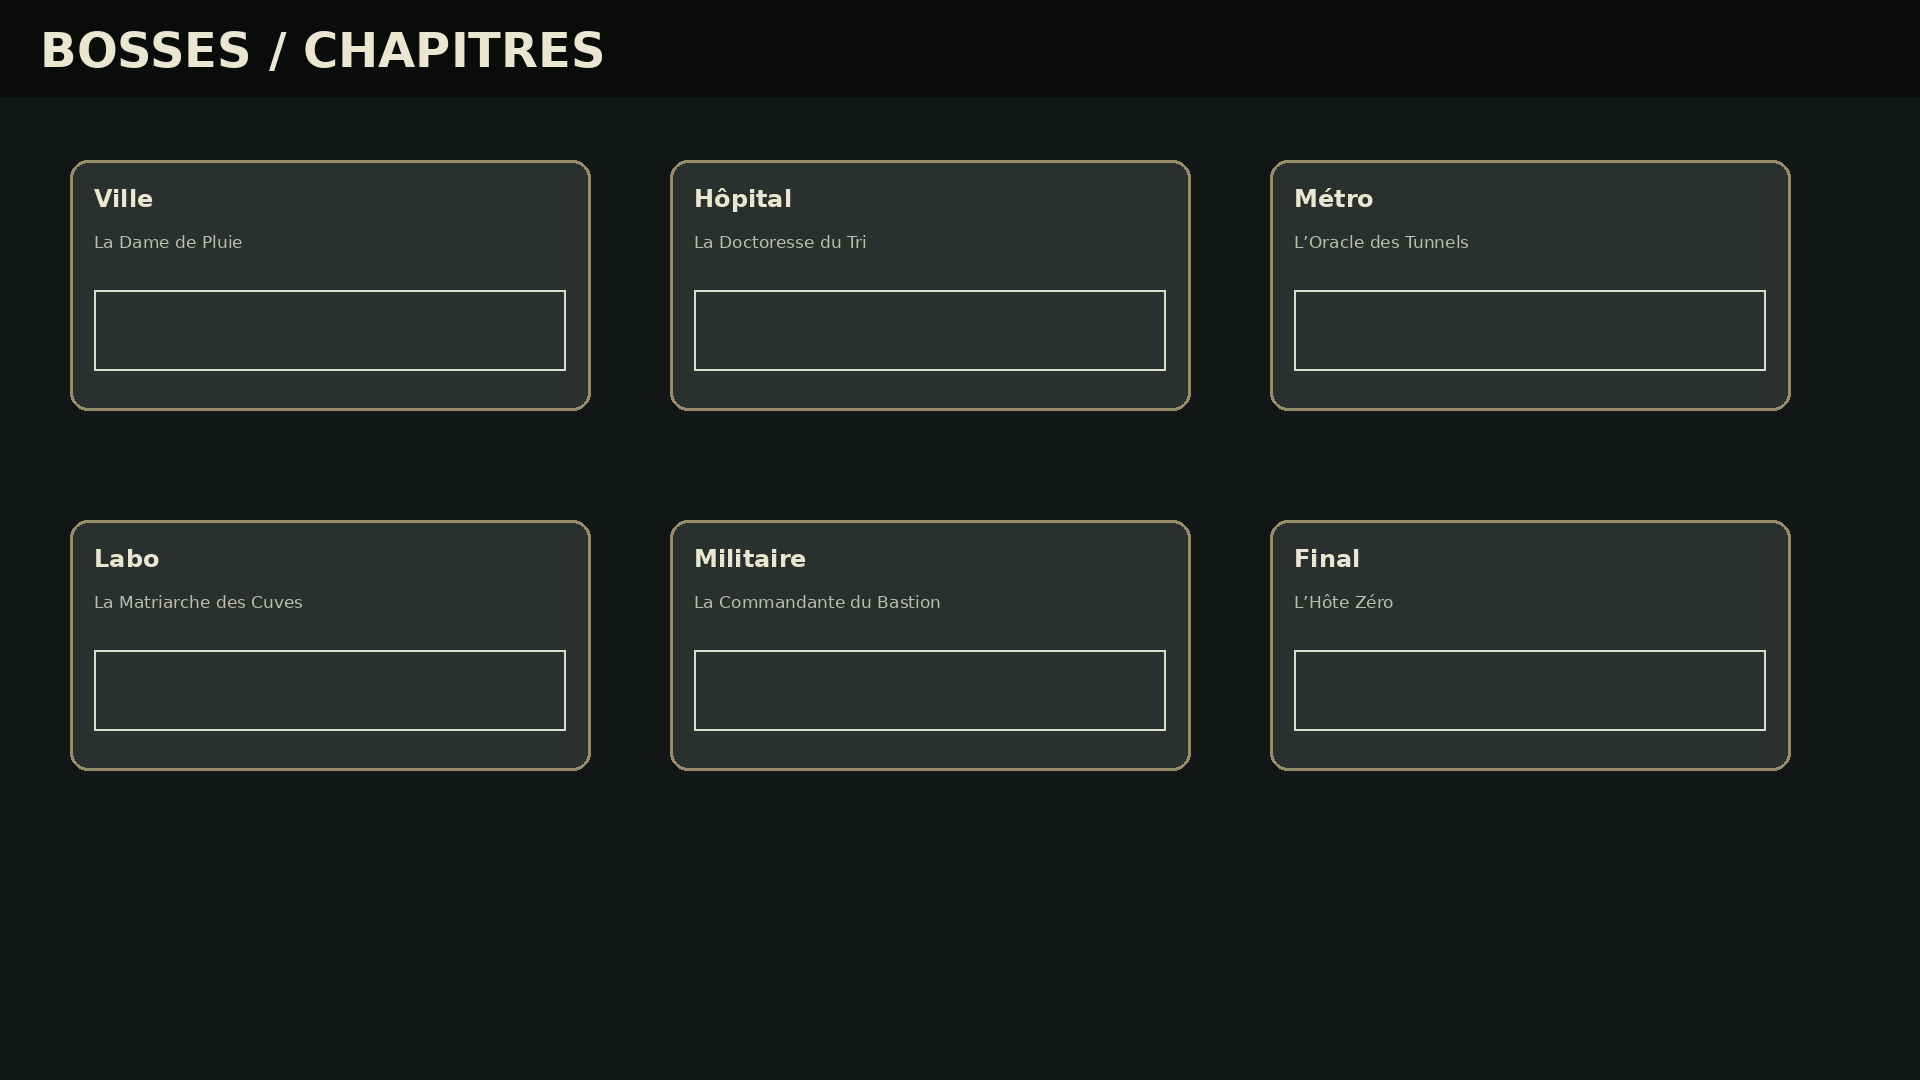 BOSSES / CHAPITRES
Ville
La Dame de Pluie
Hôpital
La Doctoresse du Tri
Métro
L’Oracle des Tunnels
Labo
La Matriarche des Cuves
Militaire
La Commandante du Bastion
Final
L’Hôte Zéro